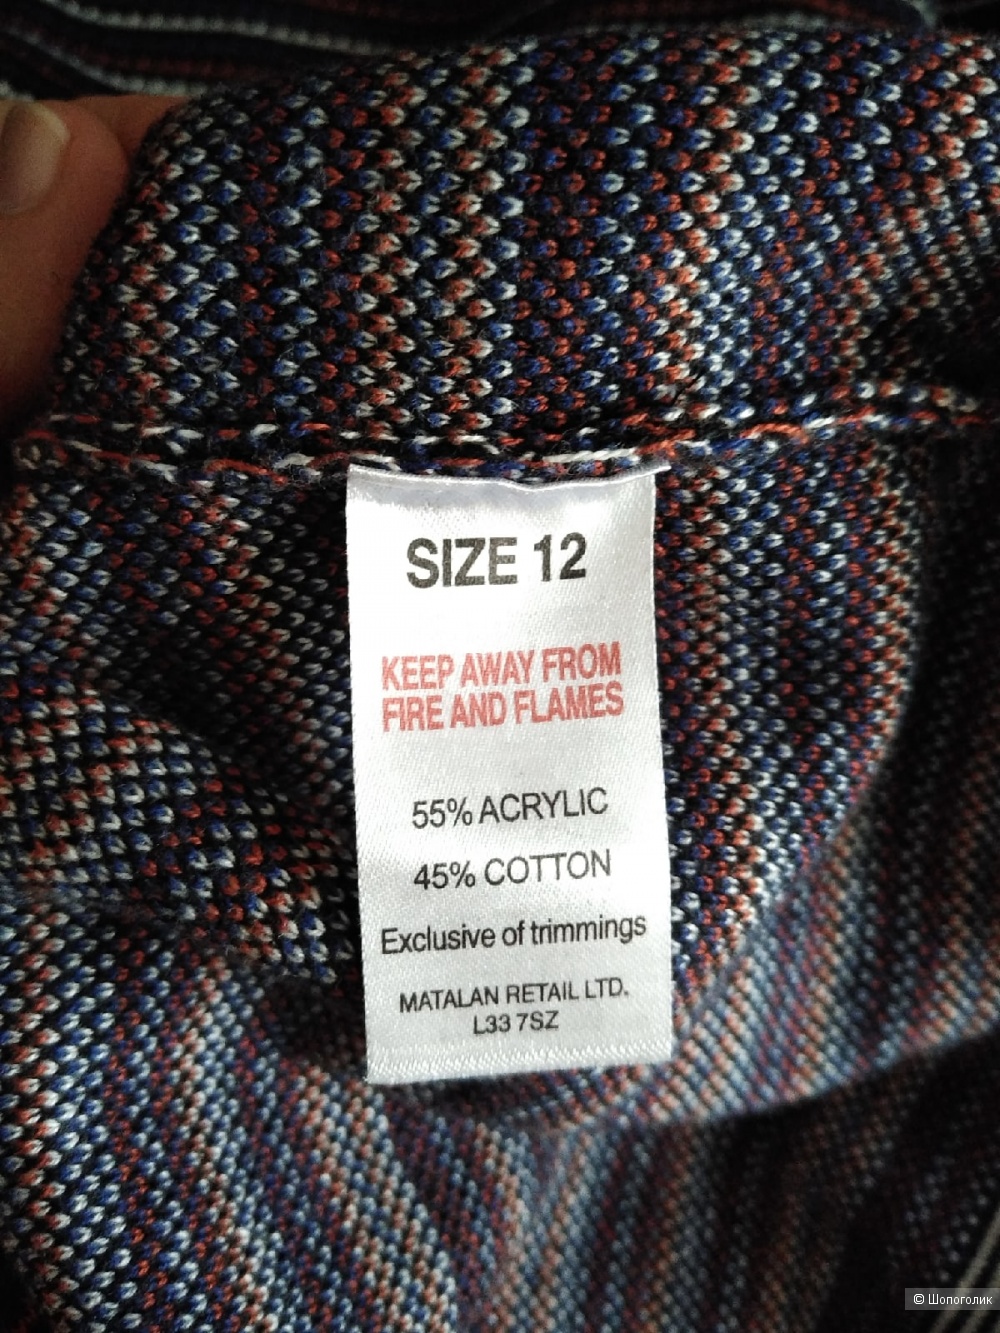 SIZE 12
KEEP AWAY FROM
FIRE AND FLAMES
55% ACRYLIC
45% COTTON
Exclusive of trimmings
MATALAN RETAIL LTD.
L33 7SZ
© Шопоголик